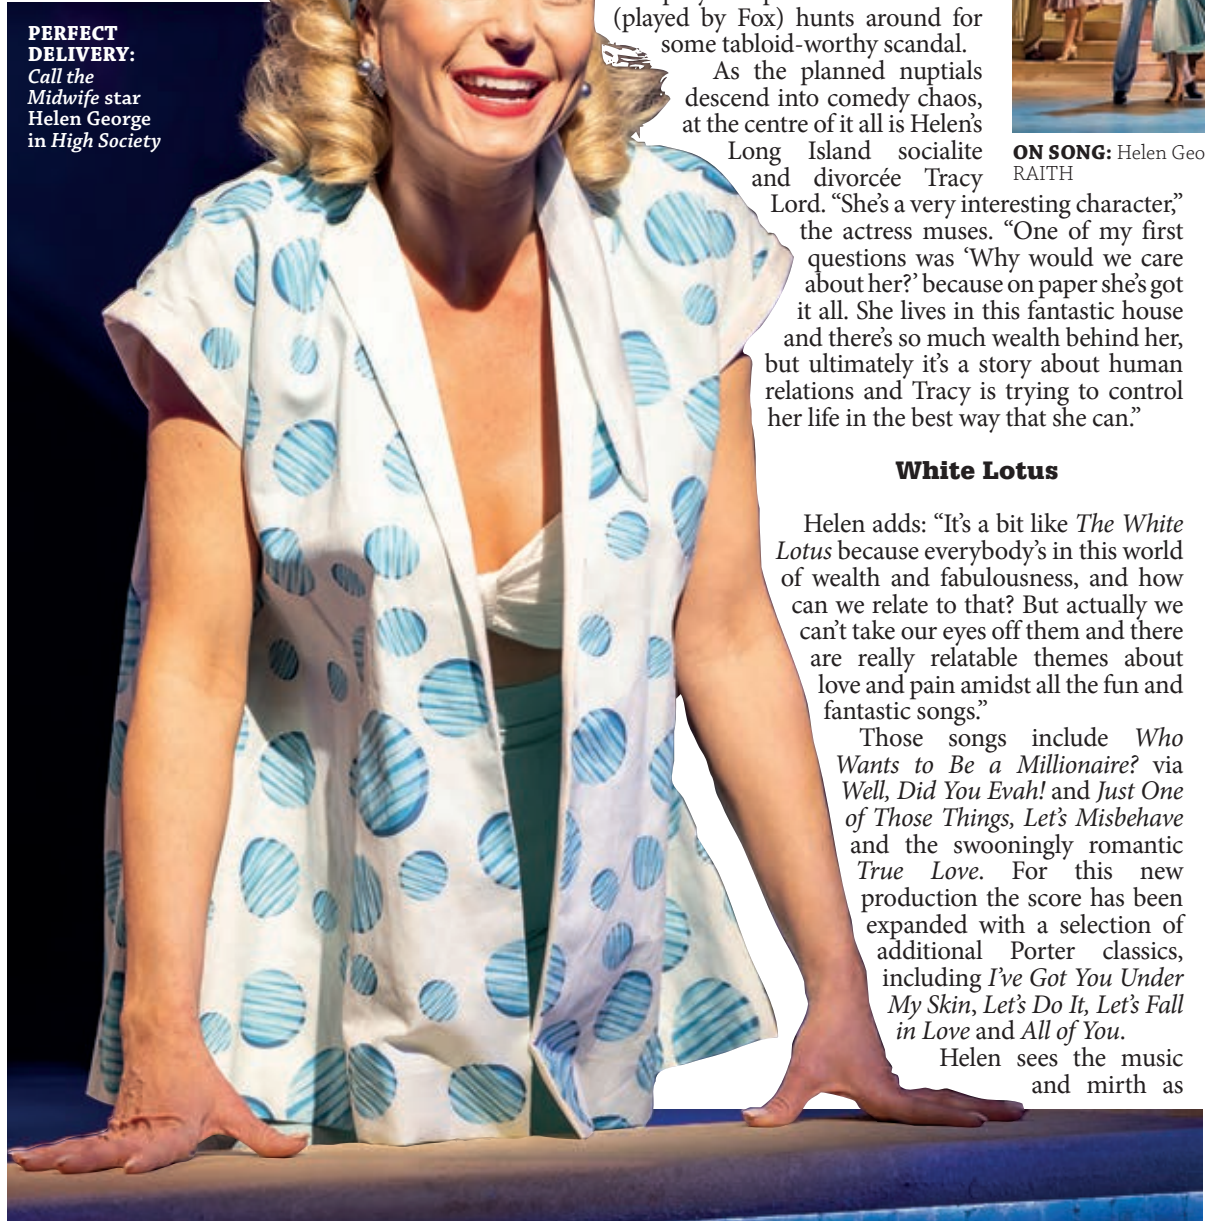 PERFECT
DELIVERY:
Call the
Midwife star
Helen George
in High Society
(played by Fox) hunts around for
some tabloid-worthy scandal.
As the planned nuptials
descend into comedy chaos,
at the centre of it all is Helen’s
Long Island socialite
and divorcée Tracy
Lord. “She’s a very interesting character,”
the actress muses. “One of my first
questions was ‘Why would we care
about her?’ because on paper she’s got
it all. She lives in this fantastic house
and there’s so much wealth behind her,
but ultimately it’s a story about human
relations and Tracy is trying to control
her life in the best way that she can.”
White Lotus
Helen adds: “It’s a bit like The White
Lotus because everybody’s in this world
of wealth and fabulousness, and how
can we relate to that? But actually we
can’t take our eyes off them and there
are really relatable themes about
love and pain amidst all the fun and
fantastic songs.”
Those songs include Who
Wants to Be a Millionaire? via
Well, Did You Evah! and Just One
of Those Things, Let’s Misbehave
and the swooningly romantic
True Love. For this new
production the score has been
expanded with a selection of
additional Porter classics,
including I’ve Got You Under
My Skin, Let’s Do It, Let’s Fall
in Love and All of You.
Helen sees the music
and mirth as
ON SONG: Helen Geo
RAITH